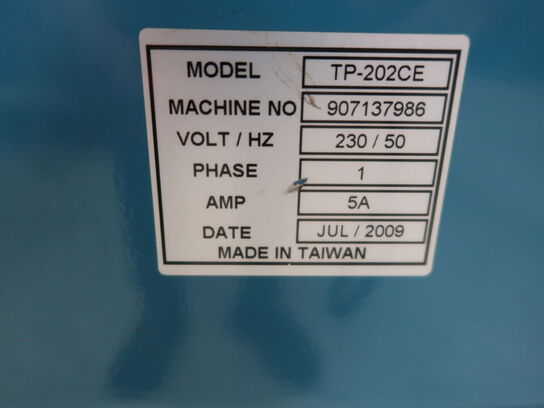 MODEL TP-202CE
MACHINE NO 907137986
VOLT / HZ 230 / 50
PHASE 1
AMP 5A
DATE JUL / 2009
MADE IN TAIWAN